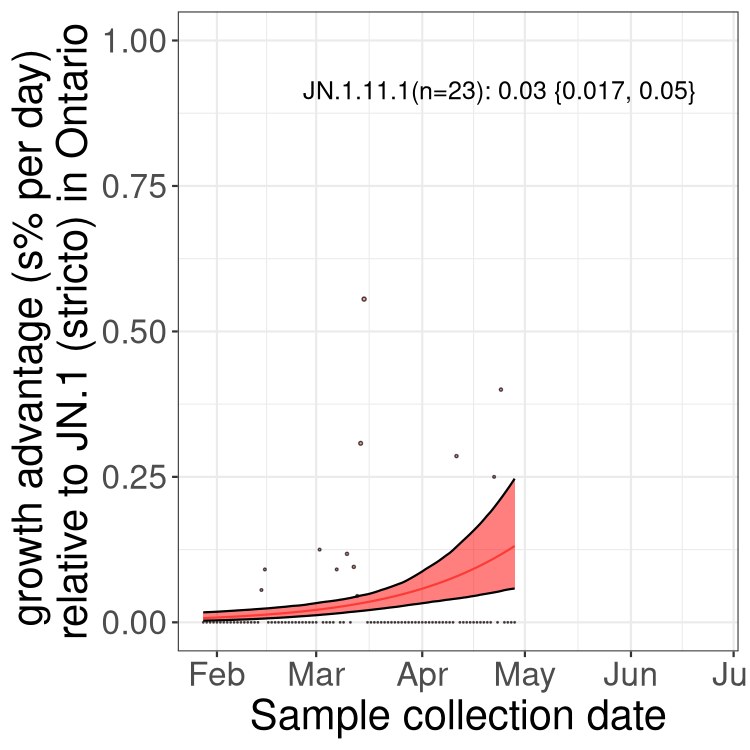 growth advantage (s% per day)
relative to JN.1 (stricto) in Ontario
1.00
0.75
0.50
0.25
0.00
JN.1.11.1(n=23): 0.03 {0.017, 0.05}
Feb Mar Apr May Jun Ju
Sample collection date